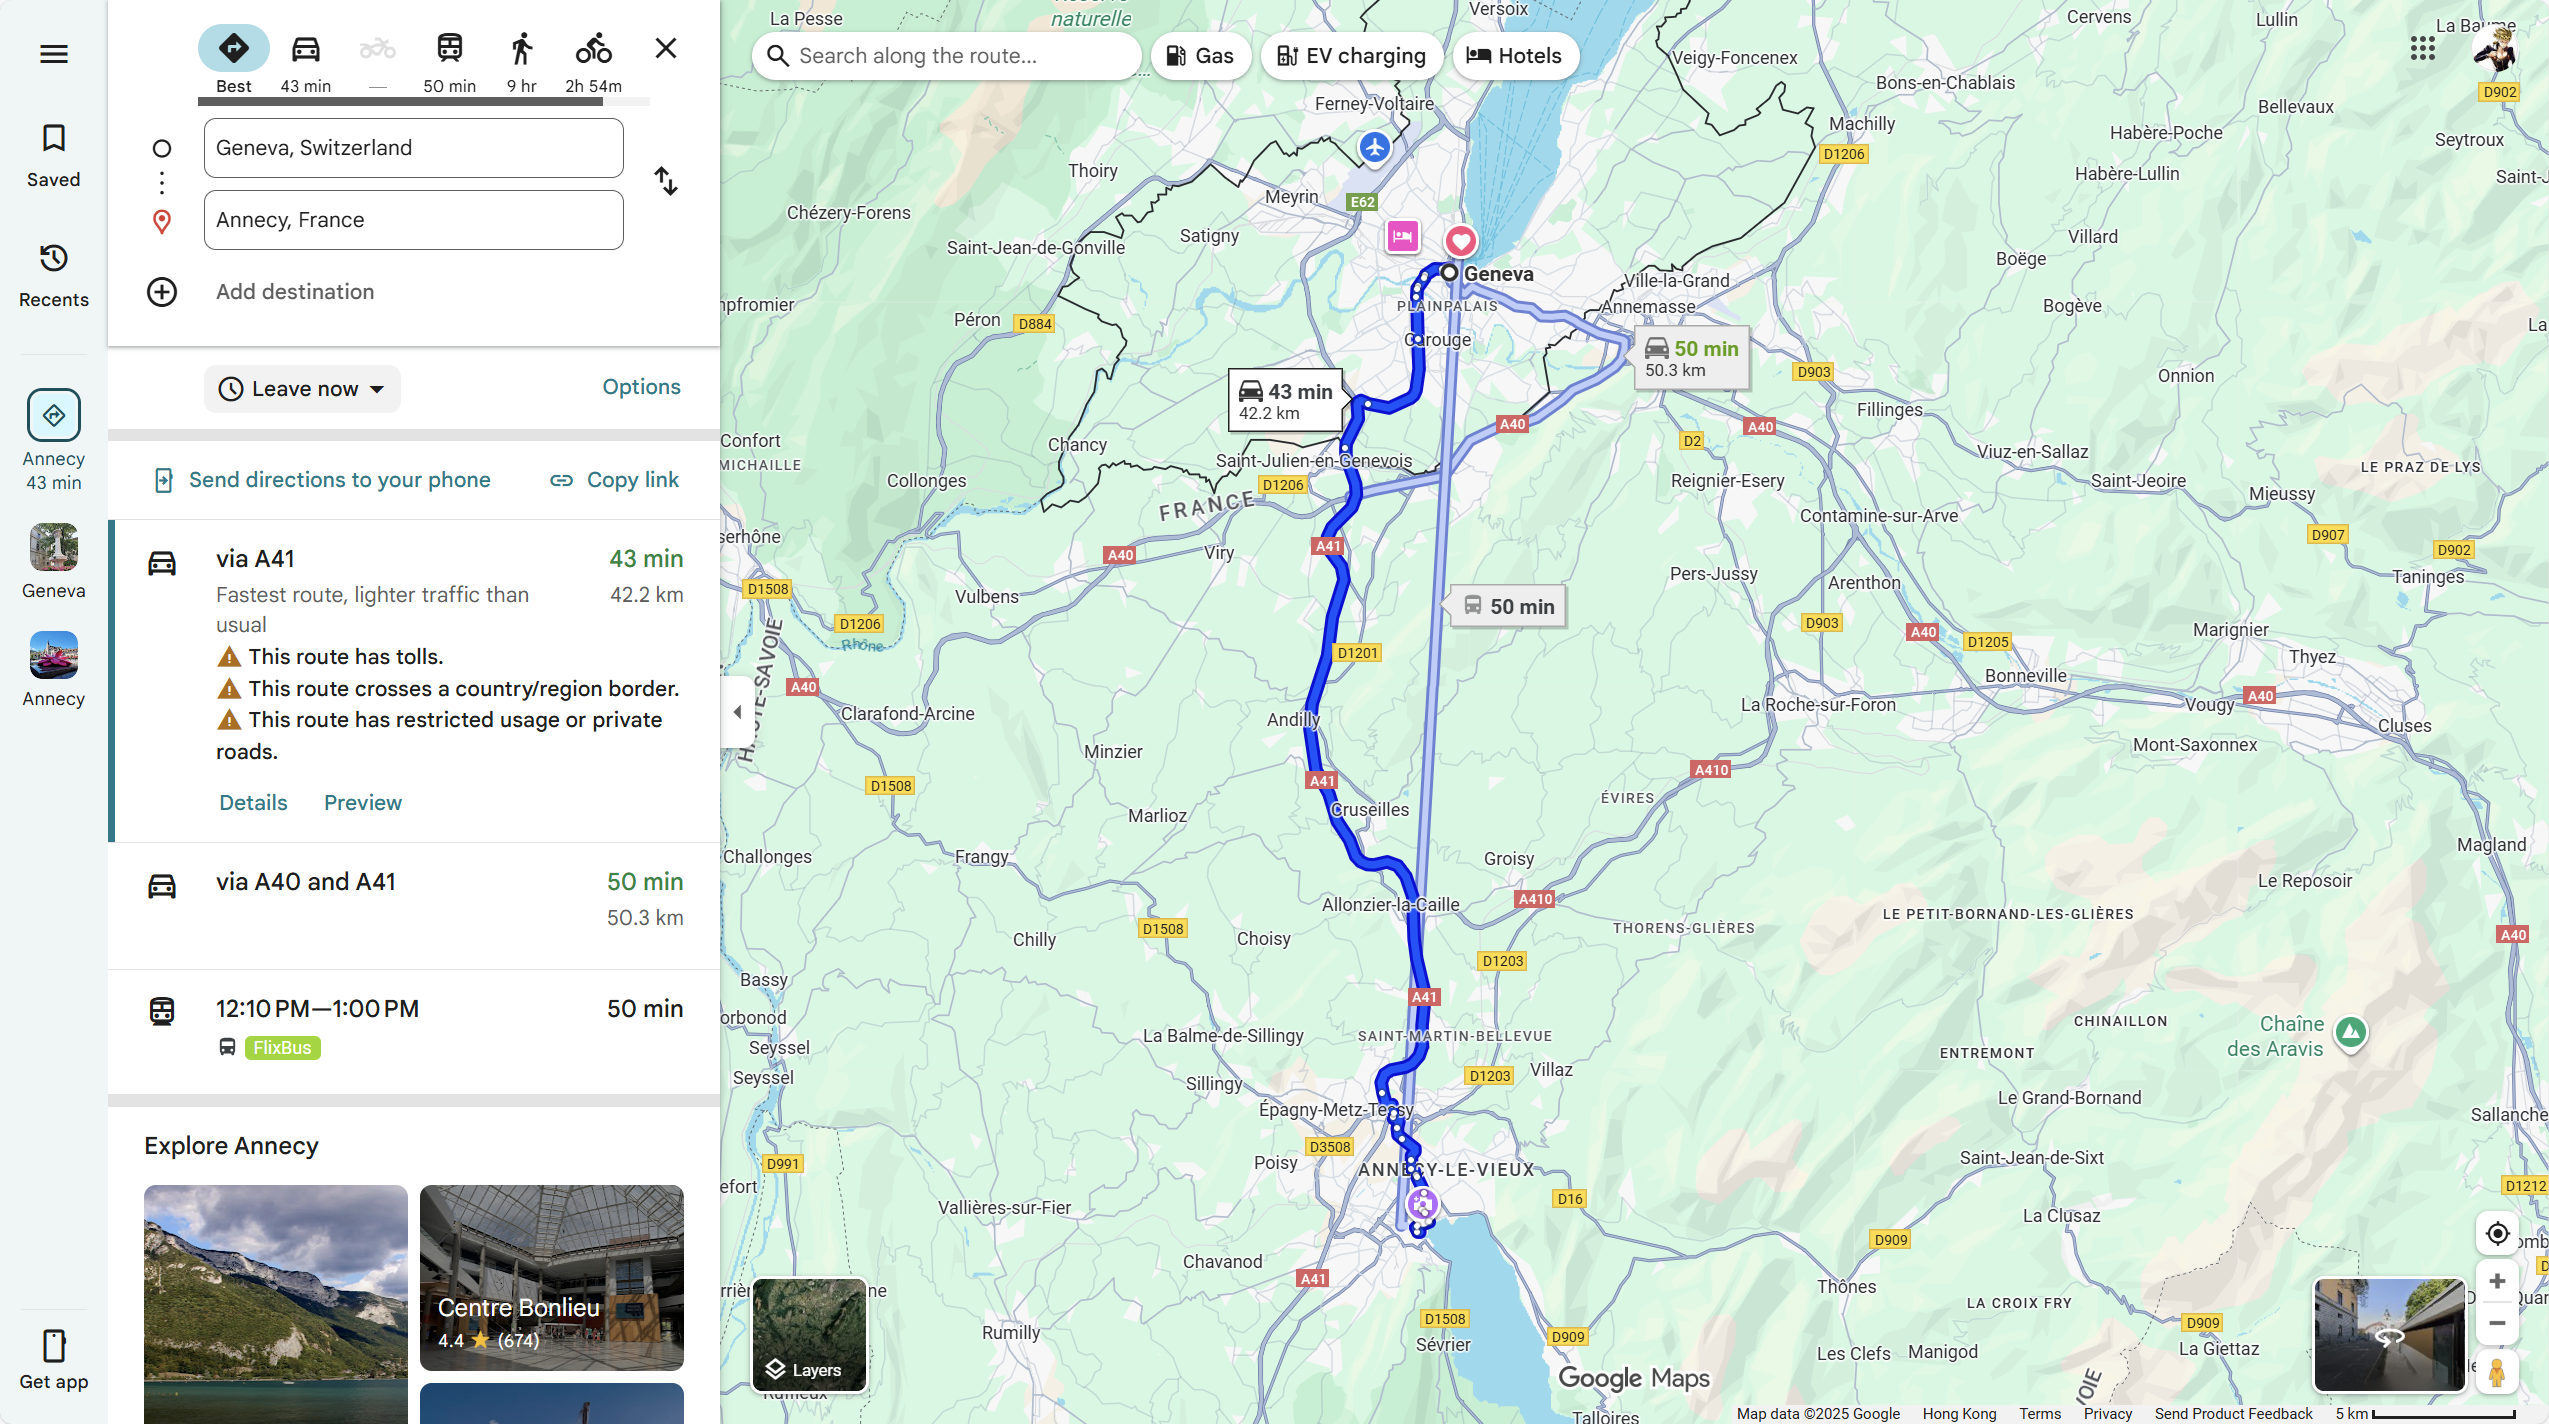 Best
43 min
—
50 min
9 hr
2h 54m
Geneva, Switzerland
Annecy, France
Add destination
Leave now
Options
Send directions to your phone
Copy link
via A41
43 min
Fastest route, lighter traffic than
42.2 km
usual
This route has tolls.
This route crosses a country/region border.
This route has restricted usage or private
roads.
Details
Preview
via A40 and A41
50 min
50.3 km
12:10 PM—1:00 PM
50 min
FlixBus
Explore Annecy
Centre Bonlieu
4.4 ★ (674)
Saved
Recents
Annecy
43 min
Geneva
Annecy
Get app
Search along the route...
Gas
EV charging
Hotels
La Pesse
naturelle
Versoix
Cervens
Lullin
Veigy-Foncenex
Bons-en-Chablais
D902
Ferney-Voltaire
Bellevaux
Machilly
Habère-Poche
Seytroux
D1206
Thoiry
Habère-Lullin
Meyrin
E62
Chézery-Forens
Satigny
Villard
Saint-Jean-de-Gonville
Boëge
Geneva
Ville-la-Grand
PLAINPALAIS
Annemasse
Bogève
Péron
D884
Carouge
50 min
50.3 km
D903
Onnion
43 min
42.2 km
Fillinges
A40
D2
A40
Confort
Chancy
Viuz-en-Sallaz
MICHAILLE
Saint-Julien-en-Genevois
LE PRAZ DE LYS
Collonges
D1206
Reignier-Esery
Saint-Jeoire
Mieussy
FRANCE
Contamine-sur-Arve
D907
A41
A40
Viry
D902
Pers-Jussy
Taninges
D1508
Vulbens
Arenthon
50 min
D1206
D903
A40
D1205
Marignier
Rhône
D1201
Thyez
Bonneville
A40
A40
La Roche-sur-Foron
Vougy
Clarafond-Arcine
Andilly
Cluses
Minzier
Mont-Saxonnex
A410
D1508
A41
ÉVIRES
Marlioz
Cruseilles
Magland
Challonges
Frangy
Groisy
Le Reposoir
A410
Allonzier-la-Caille
LE PETIT-BORNAND-LES-GLIÈRES
D1508
THORENS-GLIÈRES
A40
Chilly
Choisy
D1203
Bassy
A41
CHINAILLON
Chaîne
des Aravis
La Balme-de-Sillingy
SAINT-MARTIN-BELLEVUE
Seyssel
ENTREMONT
Seyssel
D1203
Villaz
Sillingy
Le Grand-Bornand
Épagny-Metz-Tessy
D3508
Poisy
D991
ANNECY-LE-VIEUX
Saint-Jean-de-Sixt
D1212
D16
Vallières-sur-Fier
La Clusaz
D909
Chavanod
A41
Thônes
LA CROIX FRY
D1508
D909
D909
Rumilly
Sévrier
Les Clefs
Manigod
La Giettaz
Layers
Google Maps
Talloires
Map data ©2025 Google
Hong Kong
Terms
Privacy
Send Product Feedback
5 km